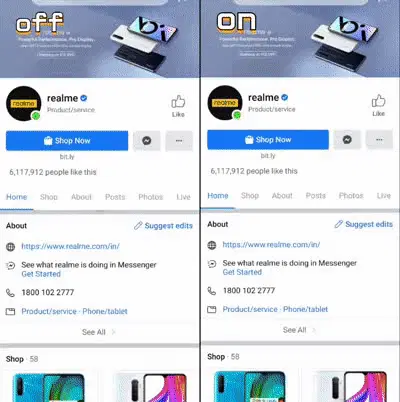 off
Powerful Performance. Pro Display.
realme
realme
Product/service
Like
Shop Now
bit.ly
6,117,912 people like this
Home Shop About Posts Photos Live
About
Suggest edits
https://www.realme.com/in/
See what realme is doing in Messenger
Get Started
1800 102 2777
Product/service · Phone/tablet
See All
Shop · 58
on
Powerful Performance. Pro Display.
realme
realme
Product/service
Like
Shop Now
bit.ly
6,117,912 people like this
Home Shop About Posts Photos Live
About
Suggest edits
https://www.realme.com/in/
See what realme is doing in Messenger
Get Started
1800 102 2777
Product/service · Phone/tablet
See All
Shop · 58